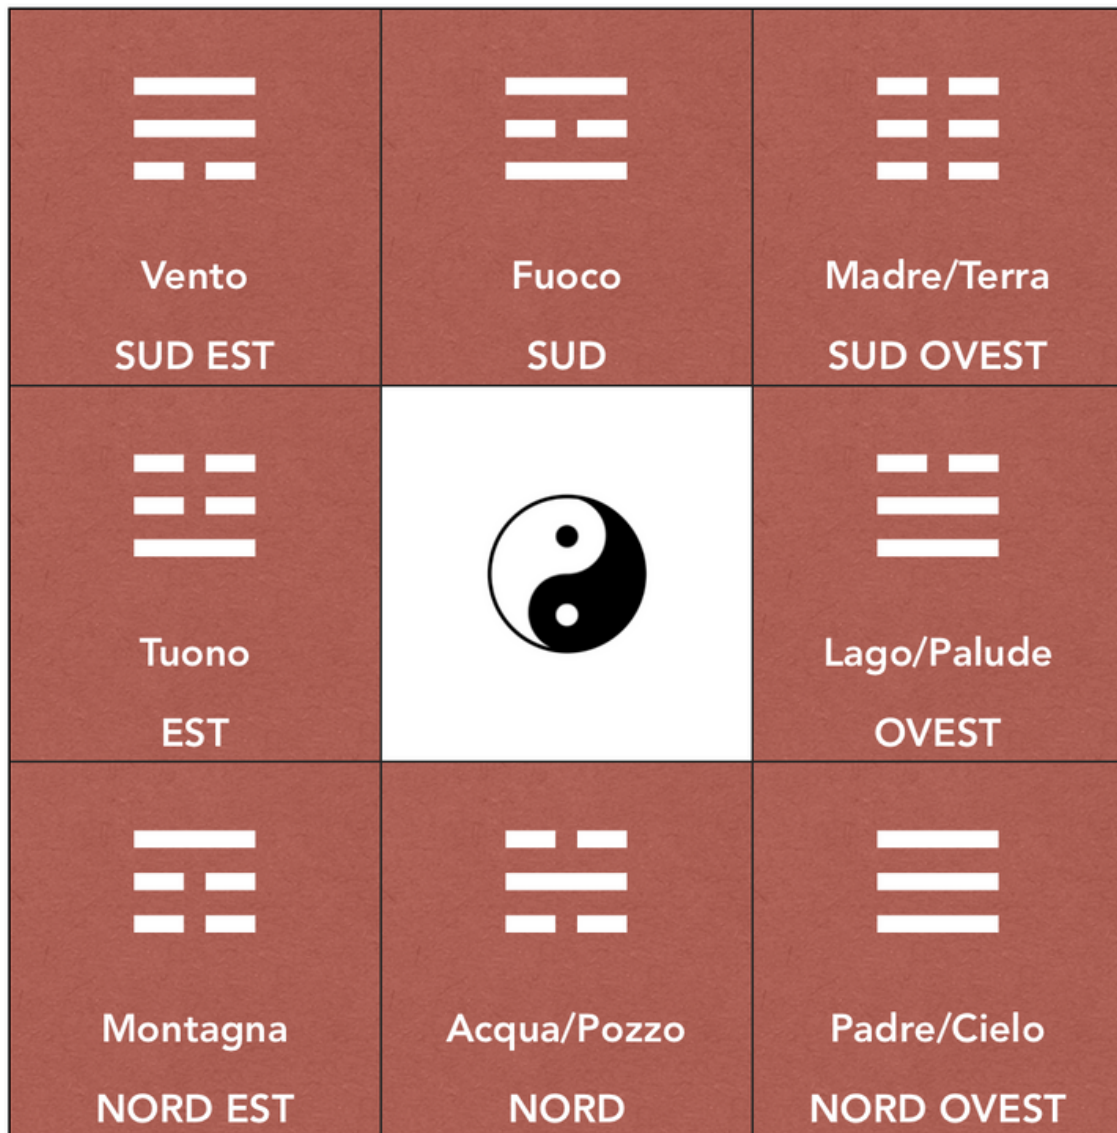 Vento
SUD EST
Fuoco
SUD
Madre/Terra
SUD OVEST
Tuono
EST
Lago/Palude
OVEST
Montagna
NORD EST
Acqua/Pozzo
NORD
Padre/Cielo
NORD OVEST